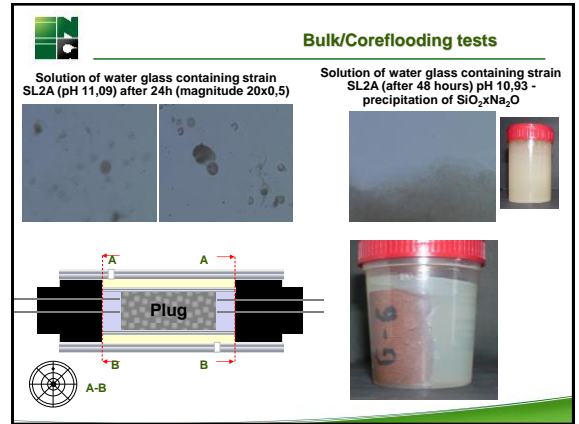 Bulk/Coreflooding tests
Solution of water glass containing strain
SL2A (pH 11,09) after 24h (magnitude 20x0,5)
Solution of water glass containing strain
SL2A (after 48 hours) pH 10,93 -
precipitation of SiO₂xNa₂O
A A
Plug
B B
A-B